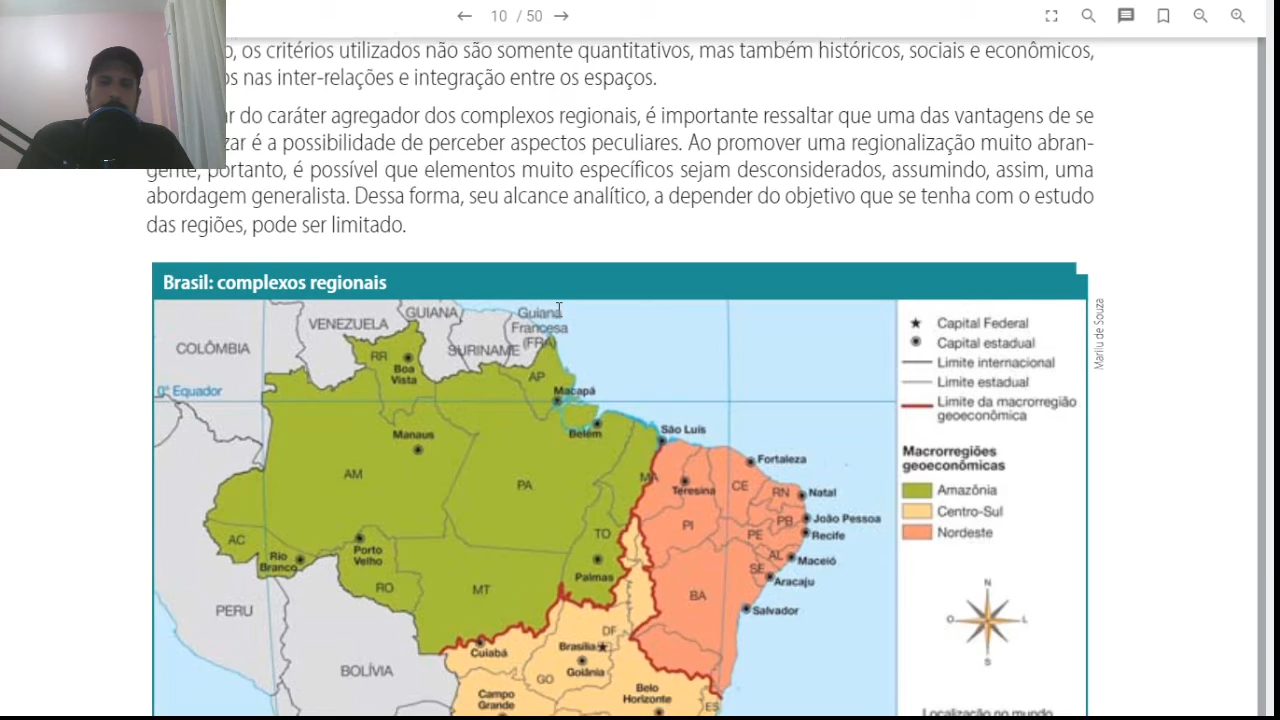 10 / 50
os critérios utilizados não são somente quantitativos, mas também históricos, sociais e econômicos,
nas inter-relações e integração entre os espaços.
do caráter agregador dos complexos regionais, é importante ressaltar que uma das vantagens de se
é a possibilidade de perceber aspectos peculiares. Ao promover uma regionalização muito abran-
gente, portanto, é possível que elementos muito específicos sejam desconsiderados, assumindo, assim, uma
abordagem generalista. Dessa forma, seu alcance analítico, a depender do objetivo que se tenha com o estudo
das regiões, pode ser limitado.
Brasil: complexos regionais
Marilu de Souza
VENEZUELA
GUIANA
Guiana
Francesa
(FRA)
SURINAME
COLÔMBIA
RR
Boa
Vista
AP
0° Equador
Macapá
Belém
São Luís
Manaus
Fortaleza
AM
PA
MA
Teresina
CE
RN
Natal
PI
PB
João Pessoa
PE
Recife
TO
AC
Rio
Branco
Porto
Velho
AL
Maceió
SE
Aracaju
Palmas
RO
MT
BA
Salvador
PERU
DF
Brasília
Cuiabá
Goiânia
GO
BOLÍVIA
Campo
Grande
Belo
Horizonte
ES
Capital Federal
Capital estadual
Limite internacional
Limite estadual
Limite da macrorregião
geoeconômica
Macrorregiões
geoeconômicas
Amazônia
Centro-Sul
Nordeste
N
O
L
S
Localização no mundo